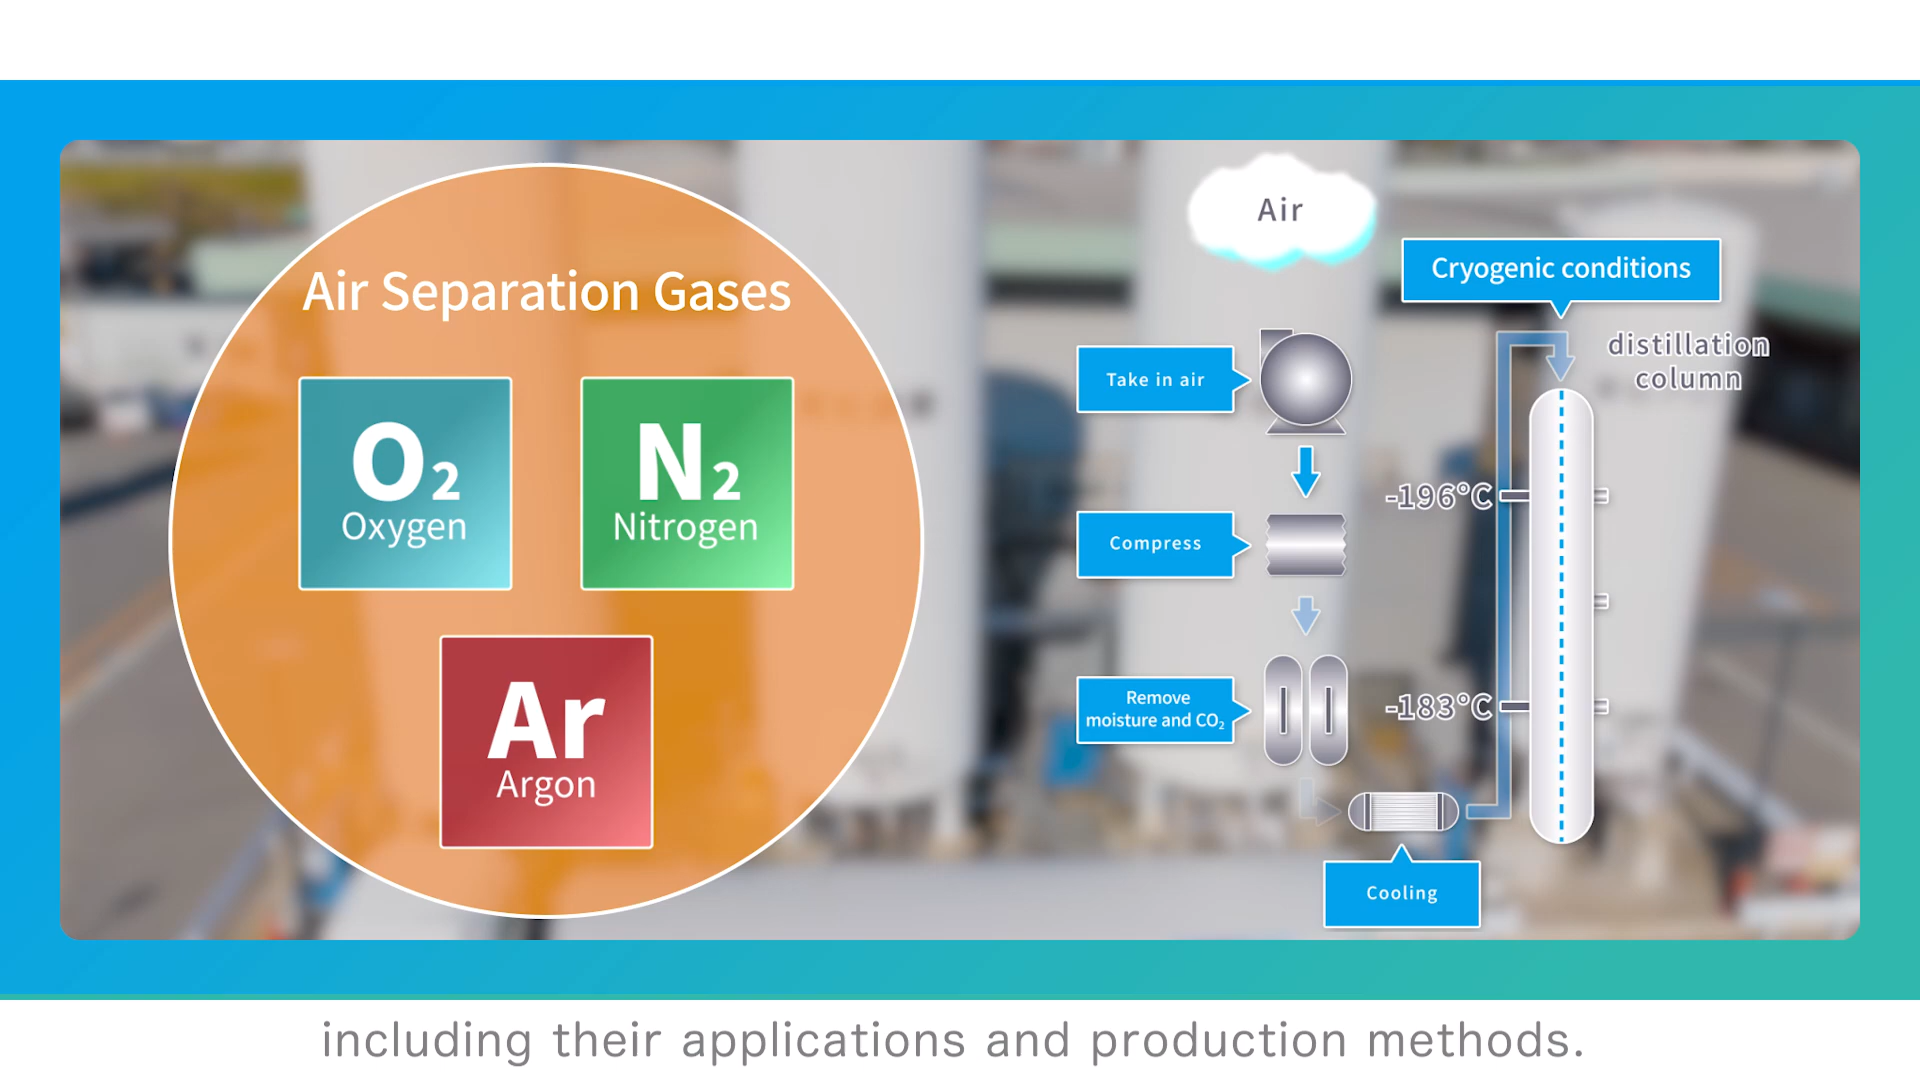 Air Separation Gases
O₂
Oxygen
N₂
Nitrogen
Ar
Argon
Air
Cryogenic conditions
distillation
column
Take in air
-196°C
Compress
Remove
moisture and CO₂
-183°C
Cooling
including their applications and production methods.